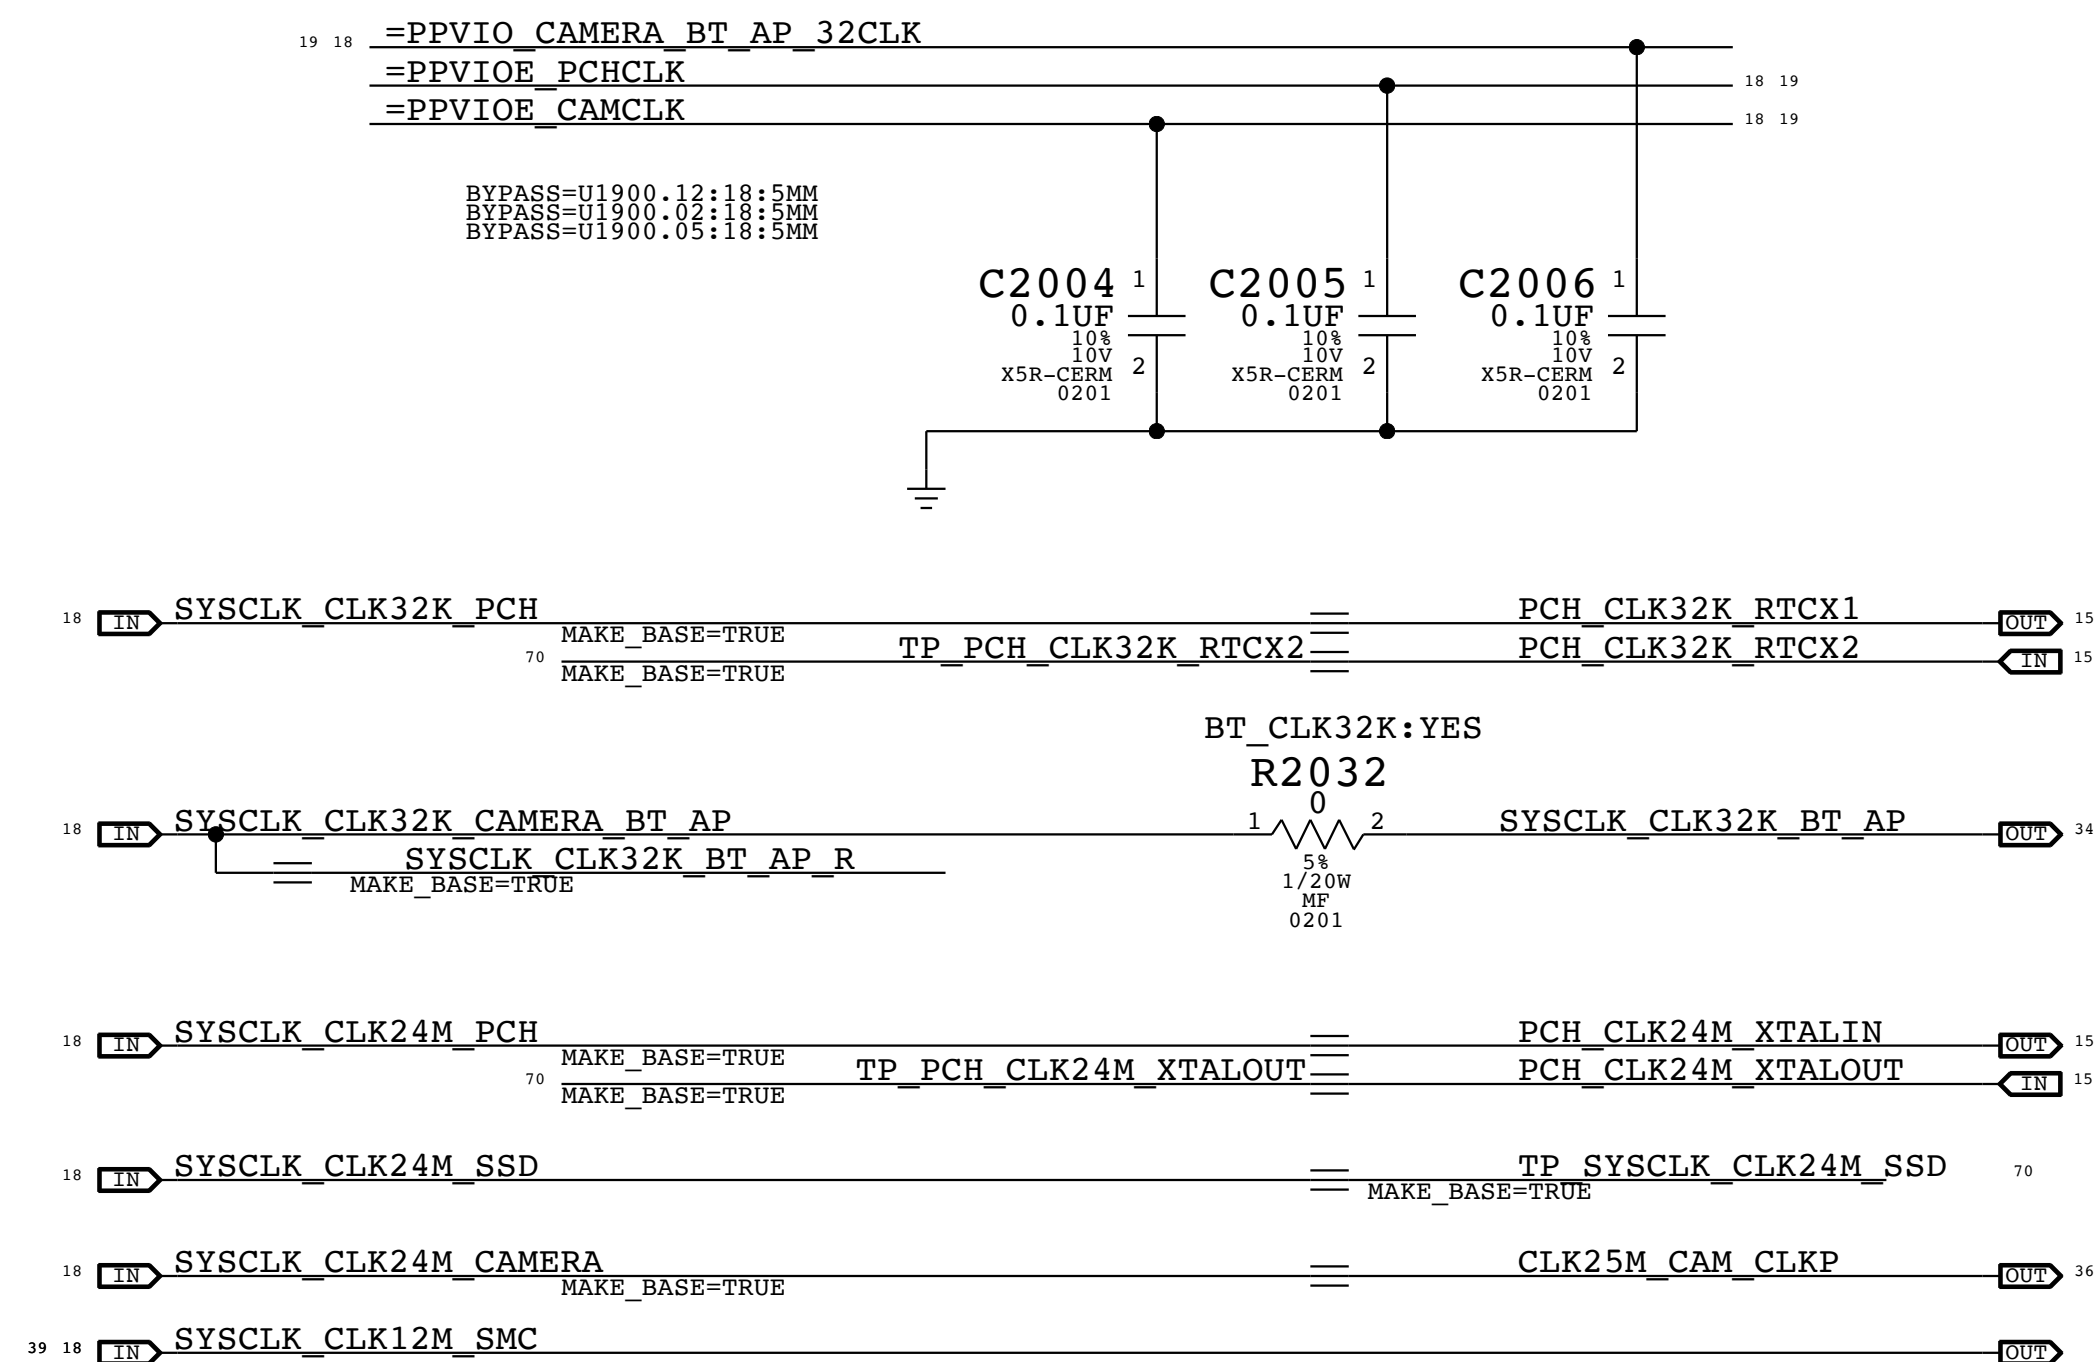 19 18 =PPVIO_CAMERA_BT_AP_32CLK
=PPVIOE_PCHCLK 18 19
=PPVIOE_CAMCLK 18 19
BYPASS=U1900.12:18:5MM
BYPASS=U1900.02:18:5MM
BYPASS=U1900.05:18:5MM
C2004 1 C2005 1 C2006 1
0.1UF 0.1UF 0.1UF
10% 10% 10%
10V 10V 10V
X5R-CERM 2 X5R-CERM 2 X5R-CERM 2
0201 0201 0201
18 IN SYSCLK_CLK32K_PCH PCH_CLK32K_RTCX1 OUT 15
MAKE_BASE=TRUE
70 TP_PCH_CLK32K_RTCX2 PCH_CLK32K_RTCX2 IN 15
MAKE_BASE=TRUE
BT_CLK32K:YES
R2032
0
18 IN SYSCLK_CLK32K_CAMERA_BT_AP 1 2 SYSCLK_CLK32K_BT_AP OUT 34
SYSCLK_CLK32K_BT_AP_R 5%
MAKE_BASE=TRUE 1/20W
MF
0201
18 IN SYSCLK_CLK24M_PCH PCH_CLK24M_XTALIN OUT 15
MAKE_BASE=TRUE
70 TP_PCH_CLK24M_XTALOUT PCH_CLK24M_XTALOUT IN 15
MAKE_BASE=TRUE
18 IN SYSCLK_CLK24M_SSD TP_SYSCLK_CLK24M_SSD 70
MAKE_BASE=TRUE
18 IN SYSCLK_CLK24M_CAMERA CLK25M_CAM_CLKP OUT 36
MAKE_BASE=TRUE
39 18 IN SYSCLK_CLK12M_SMC OUT